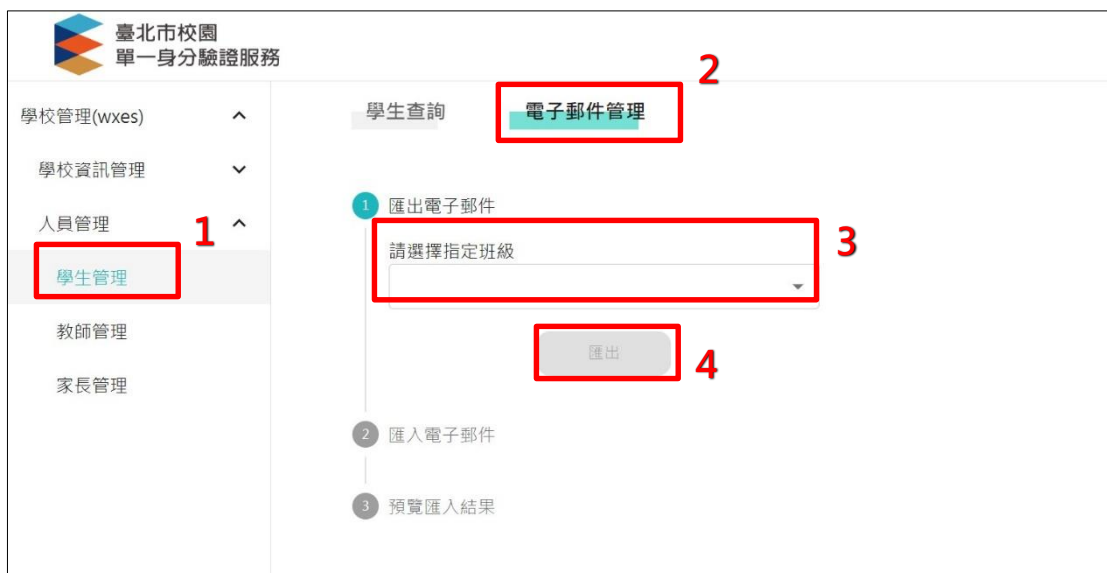 臺北市校園
單一身分驗證服務
學校管理(wxes)
學校資訊管理
人員管理
1
學生管理
教師管理
家長管理
學生查詢
電子郵件管理
2
1 匯出電子郵件
請選擇指定班級
3
匯出
4
2 匯入電子郵件
3 預覽匯入結果